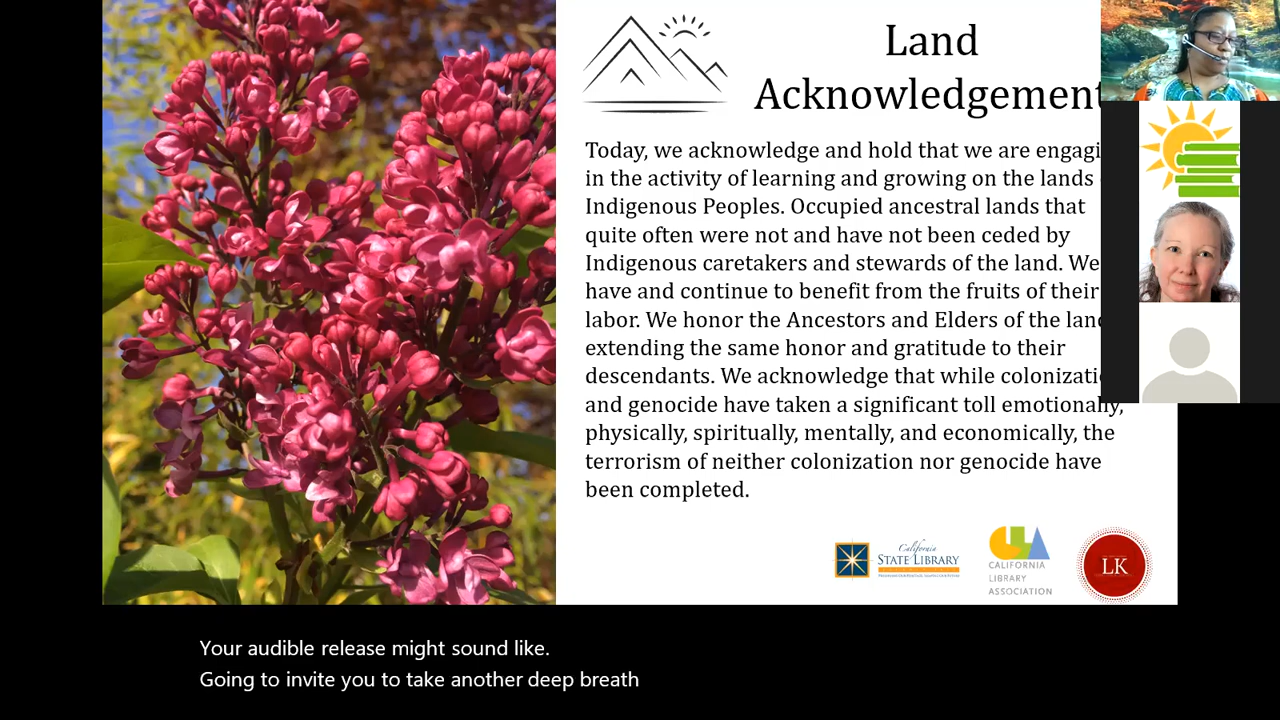 Land
Acknowledgement
Today, we acknowledge and hold that we are engagi
in the activity of learning and growing on the lands
Indigenous Peoples. Occupied ancestral lands that
quite often were not and have not been ceded by
Indigenous caretakers and stewards of the land. We
have and continue to benefit from the fruits of their
labor. We honor the Ancestors and Elders of the land
extending the same honor and gratitude to their
descendants. We acknowledge that while colonizatio
and genocide have taken a significant toll emotionally,
physically, spiritually, mentally, and economically, the
terrorism of neither colonization nor genocide have
been completed.
California
STATE LIBRARY
CALIFORNIA
LIBRARY
ASSOCIATION
LK
Your audible release might sound like.
Going to invite you to take another deep breath